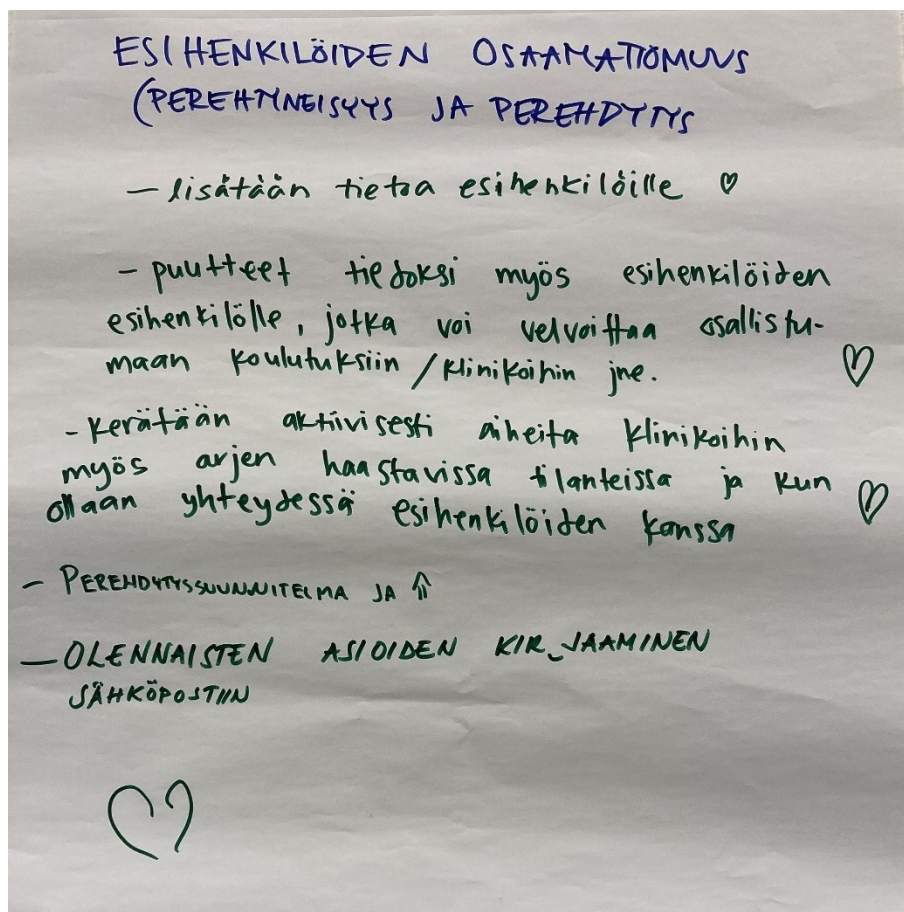 ESIHENKILÖIDEN OSAAMATTOMUUS
(PEREHTYNEISYYS JA PEREHDYTYS
– lisätään tietoa esihenkilöille ♡
– puutteet tiedoksi myös esihenkilöiden
esihenkilölle, jotka voi velvoittaa osallistu-
maan koulutuksiin / klinikoihin jne. ♡
- kerätään aktiivisesti aiheita klinikoihin
myös arjen haastavissa tilanteissa ja kun
ollaan yhteydessä esihenkilöiden kanssa ♡
– PEREHDYTYSSUUNNITELMA JA ⇑
– OLENNAISTEN ASIOIDEN KIRJAAMINEN
SÄHKÖPOSTIIN
♡